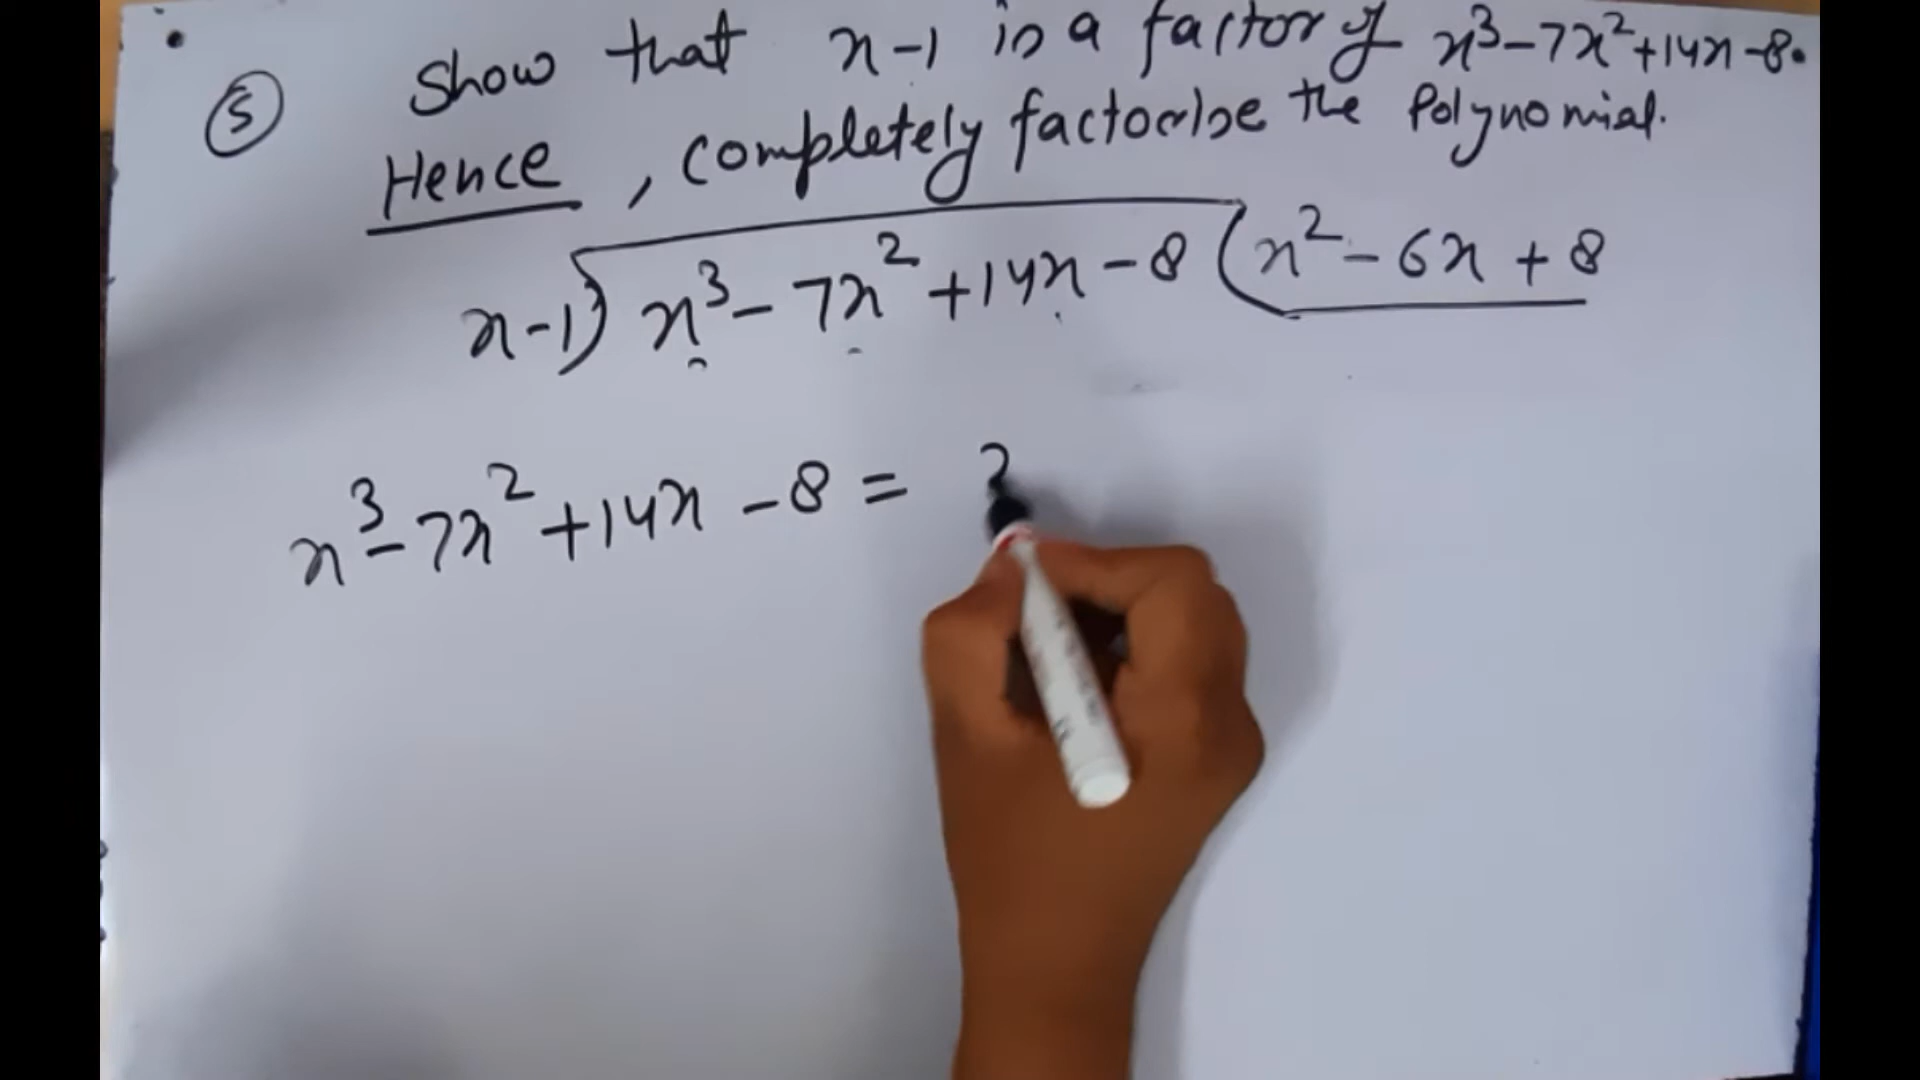 ⑤ Show that x-1 is a factor of x³-7x²+14x-8.
Hence, completely factorise the Polynomial.
x-1) x³-7x²+14x-8 (x²-6x+8
x³-7x²+14x-8 =